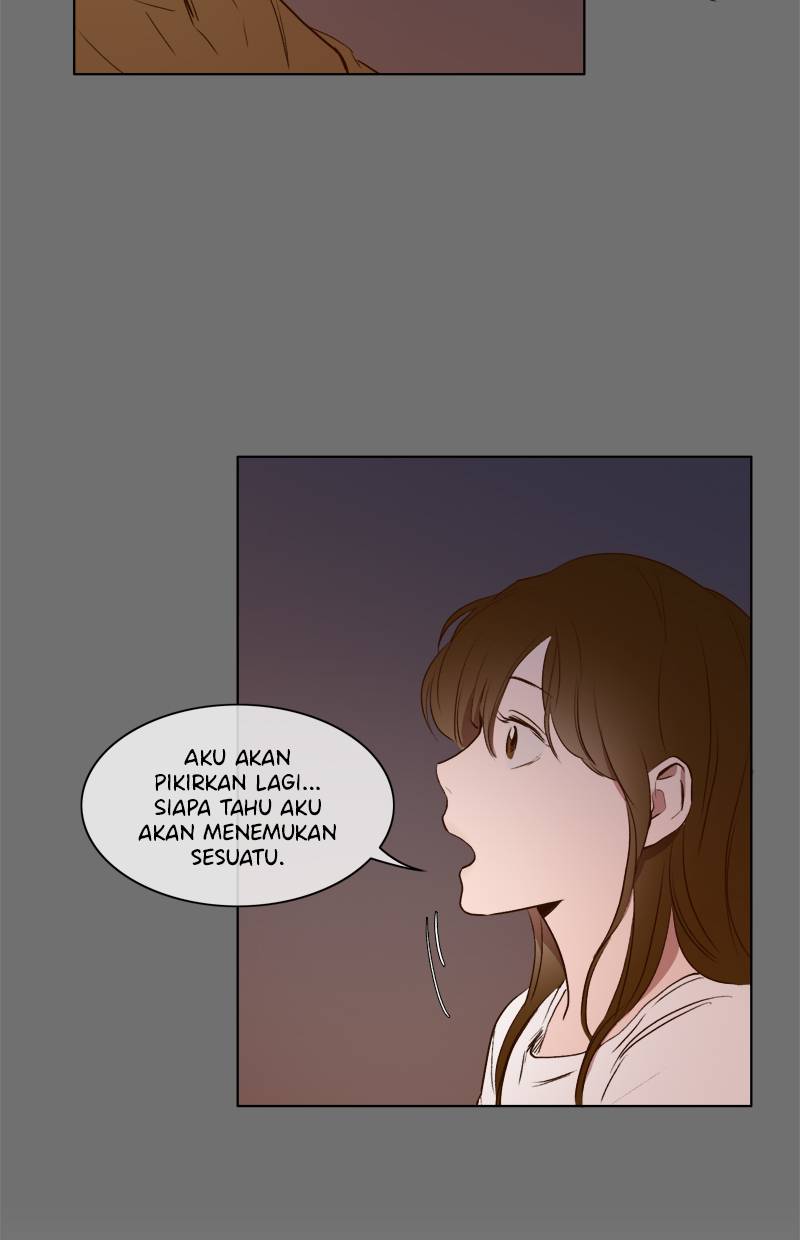 AKU AKAN
PIKIRKAN LAGI...
SIAPA TAHU AKU
AKAN MENEMUKAN
SESUATU.